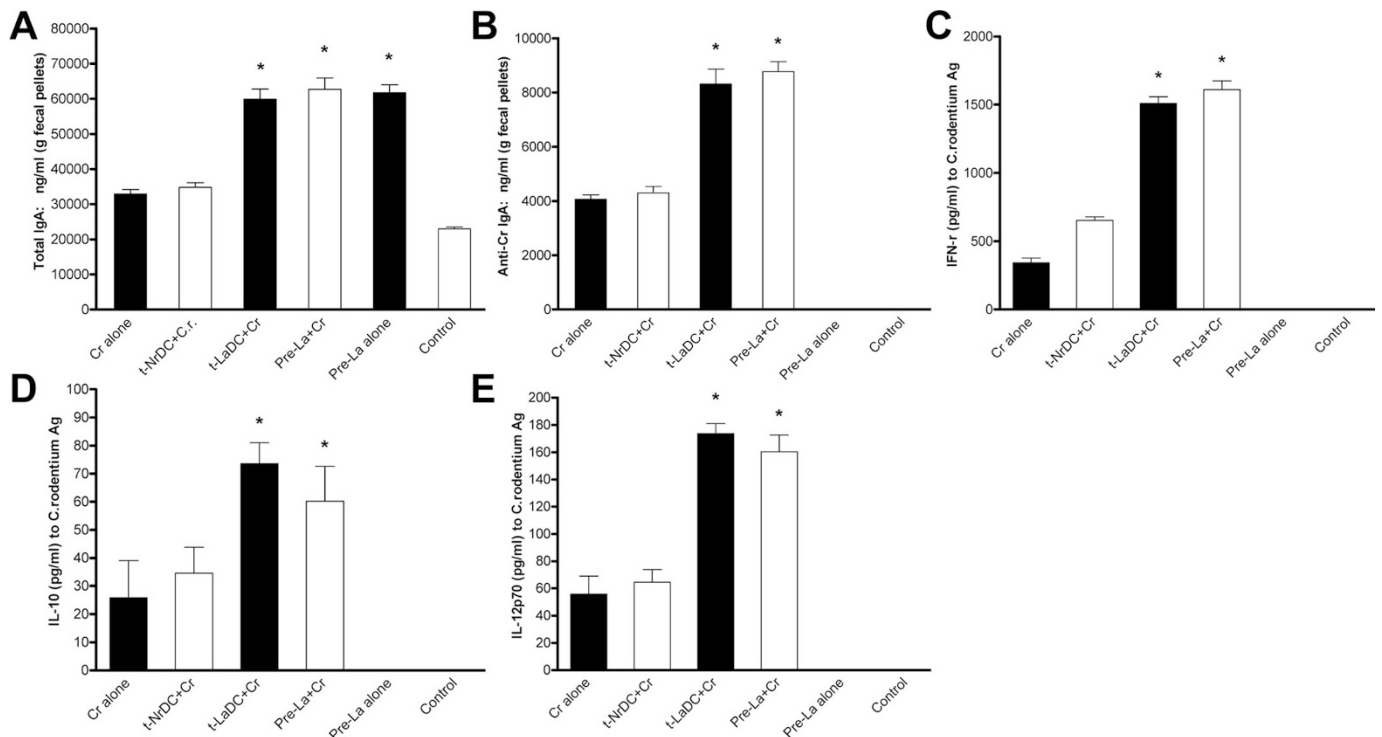 A
Total IgA: ng/ml (g fecal pellets)
80000
70000
60000
50000
40000
30000
20000
10000
0
*
*
*
Cr alone
t-NrDC+C.r.
t-LaDC+Cr
Pre-La+Cr
Pre-La alone
Control
B
Anti-Cr IgA: ng/ml (g fecal pellets)
10000
8000
6000
4000
2000
0
*
*
Cr alone
t-NrDC+Cr
t-LaDC+Cr
Pre-La+Cr
Pre-La alone
Control
C
IFN-r (pg/ml) to C.rodentium Ag
2000
1500
1000
500
0
*
*
Cr alone
t-NrDC+Cr
t-LaDC+Cr
Pre-La+Cr
Pre-La alone
Control
D
IL-10 (pg/ml) to C.rodentium Ag
100
90
80
70
60
50
40
30
20
10
0
*
*
Cr alone
t-NrDC+Cr
t-LaDC+Cr
Pre-La+Cr
Pre-La alone
Control
E
IL-12p70 (pg/ml) to C.rodentium Ag
200
180
160
140
120
100
80
60
40
20
0
*
*
Cr alone
t-NrDC+Cr
t-LaDC+Cr
Pre-La+Cr
Pre-La alone
Control